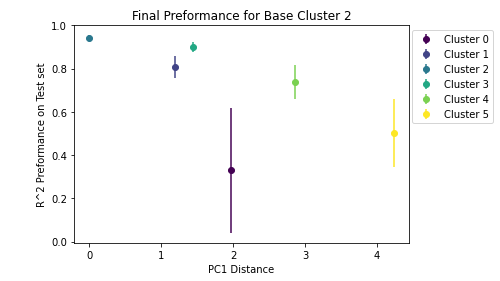 Final Preformance for Base Cluster 2
R^2 Preformance on Test set
1.0
0.8
0.6
0.4
0.2
0.0
0
1
2
3
4
PC1 Distance
Cluster 0
Cluster 1
Cluster 2
Cluster 3
Cluster 4
Cluster 5